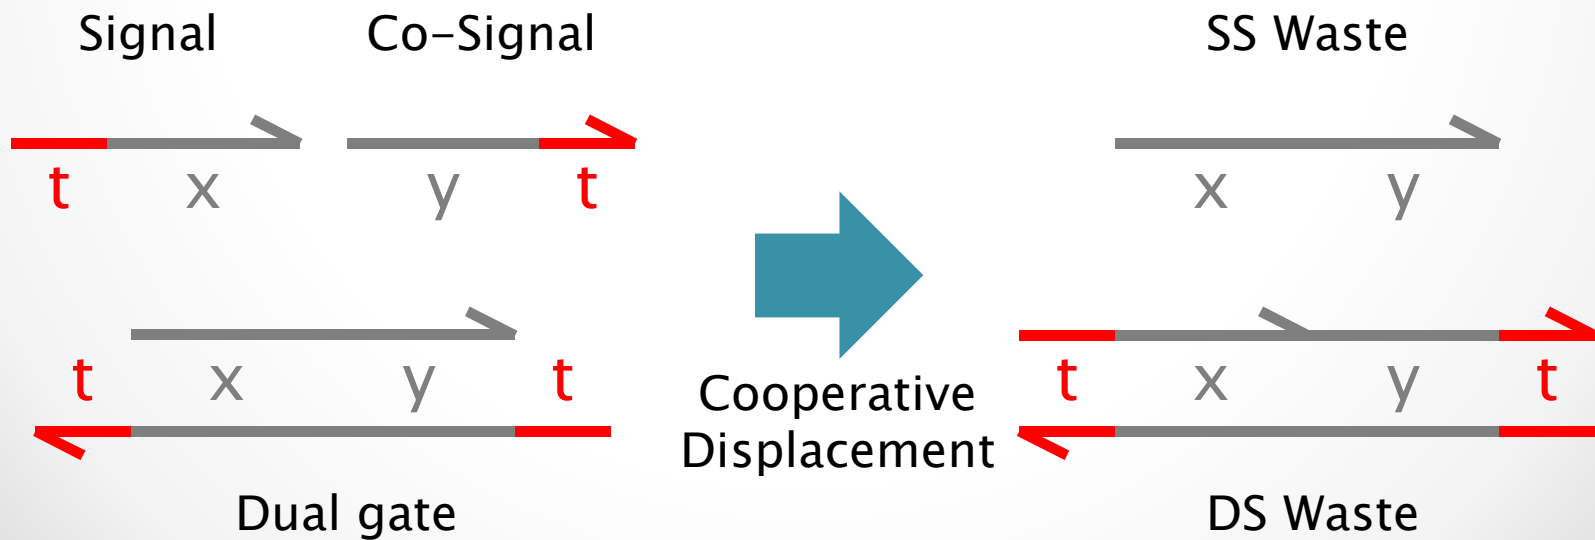 Signal
Co-Signal
t x
y t
t x y t
Dual gate
Cooperative
Displacement
SS Waste
x y
t x y t
DS Waste